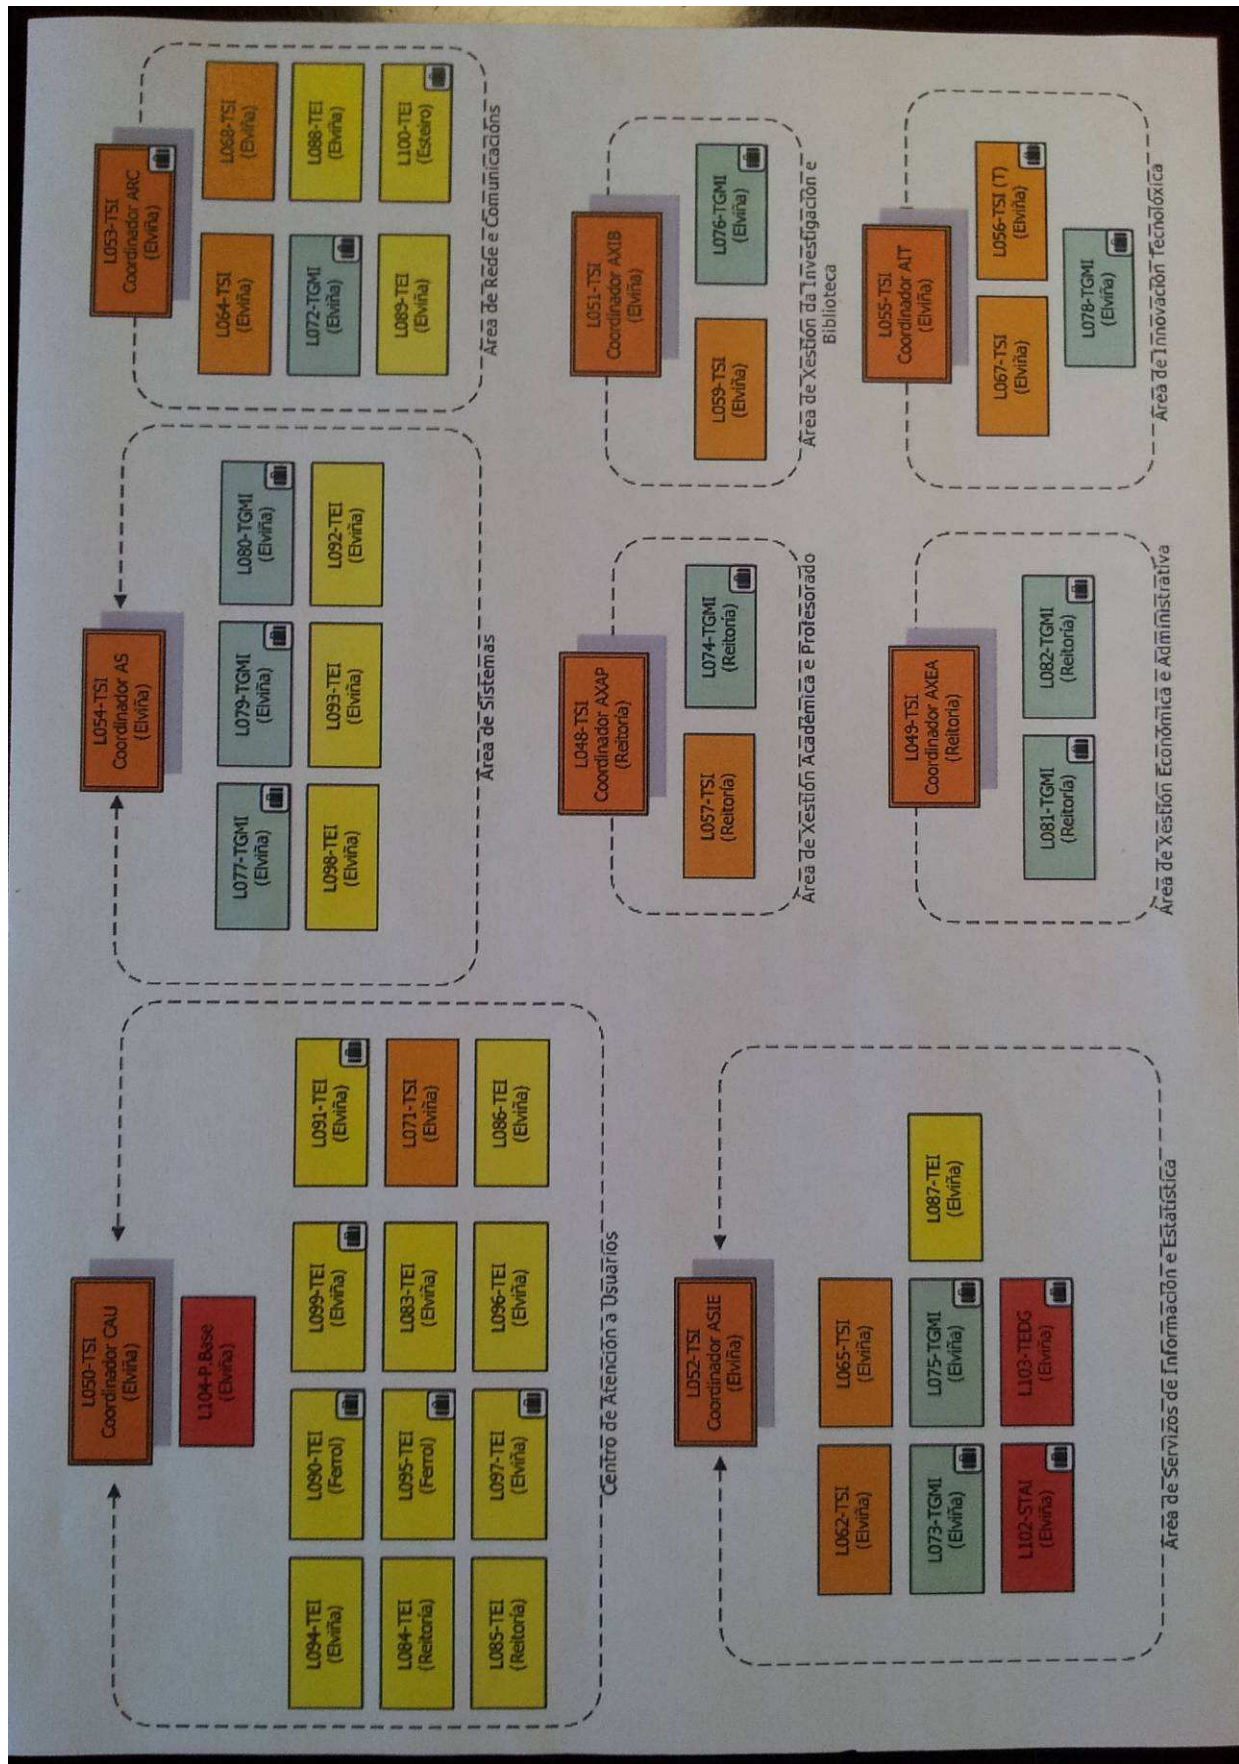 L050-TSI
Coordinador CAU
(Elviña)
L104-P.Base
(Elviña)
L094-TEI
(Elviña)
L090-TEI
(Ferrol)
L099-TEI
(Elviña)
L091-TEI
(Elviña)
L084-TEI
(Reitoría)
L095-TEI
(Ferrol)
L083-TEI
(Elviña)
L071-TSI
(Elviña)
L085-TEI
(Reitoría)
L097-TEI
(Elviña)
L096-TEI
(Elviña)
L086-TEI
(Elviña)
Centro de Atención a Usuarios
L054-TSI
Coordinador AS
(Elviña)
L077-TGMI
(Elviña)
L079-TGMI
(Elviña)
L080-TGMI
(Elviña)
L098-TEI
(Elviña)
L093-TEI
(Elviña)
L092-TEI
(Elviña)
Área de Sistemas
L053-TSI
Coordinador ARC
(Elviña)
L064-TSI
(Elviña)
L068-TSI
(Elviña)
L072-TGMI
(Elviña)
L088-TEI
(Elviña)
L089-TEI
(Elviña)
L100-TEI
(Esteiro)
Área de Rede e Comunicacións
L052-TSI
Coordinador ASIE
(Elviña)
L062-TSI
(Elviña)
L065-TSI
(Elviña)
L073-TGMI
(Elviña)
L075-TGMI
(Elviña)
L087-TEI
(Elviña)
L102-STAI
(Elviña)
L103-TEDG
(Elviña)
Área de Servizos de Información e Estatística
L048-TSI
Coordinador AXAP
(Reitoría)
L057-TSI
(Reitoría)
L074-TGMI
(Reitoría)
Área de Xestión Académica e Profesorado
L051-TSI
Coordinador AXIB
(Elviña)
L059-TSI
(Elviña)
L076-TGMI
(Elviña)
Área de Xestión da Investigación e
Biblioteca
L049-TSI
Coordinador AXEA
(Reitoría)
L081-TGMI
(Reitoría)
L082-TGMI
(Reitoría)
Área de Xestión Económica e Administrativa
L055-TSI
Coordinador AIT
(Elviña)
L067-TSI
(Elviña)
L056-TSI (T)
(Elviña)
L078-TGMI
(Elviña)
Área de Innovación Tecnolóxica